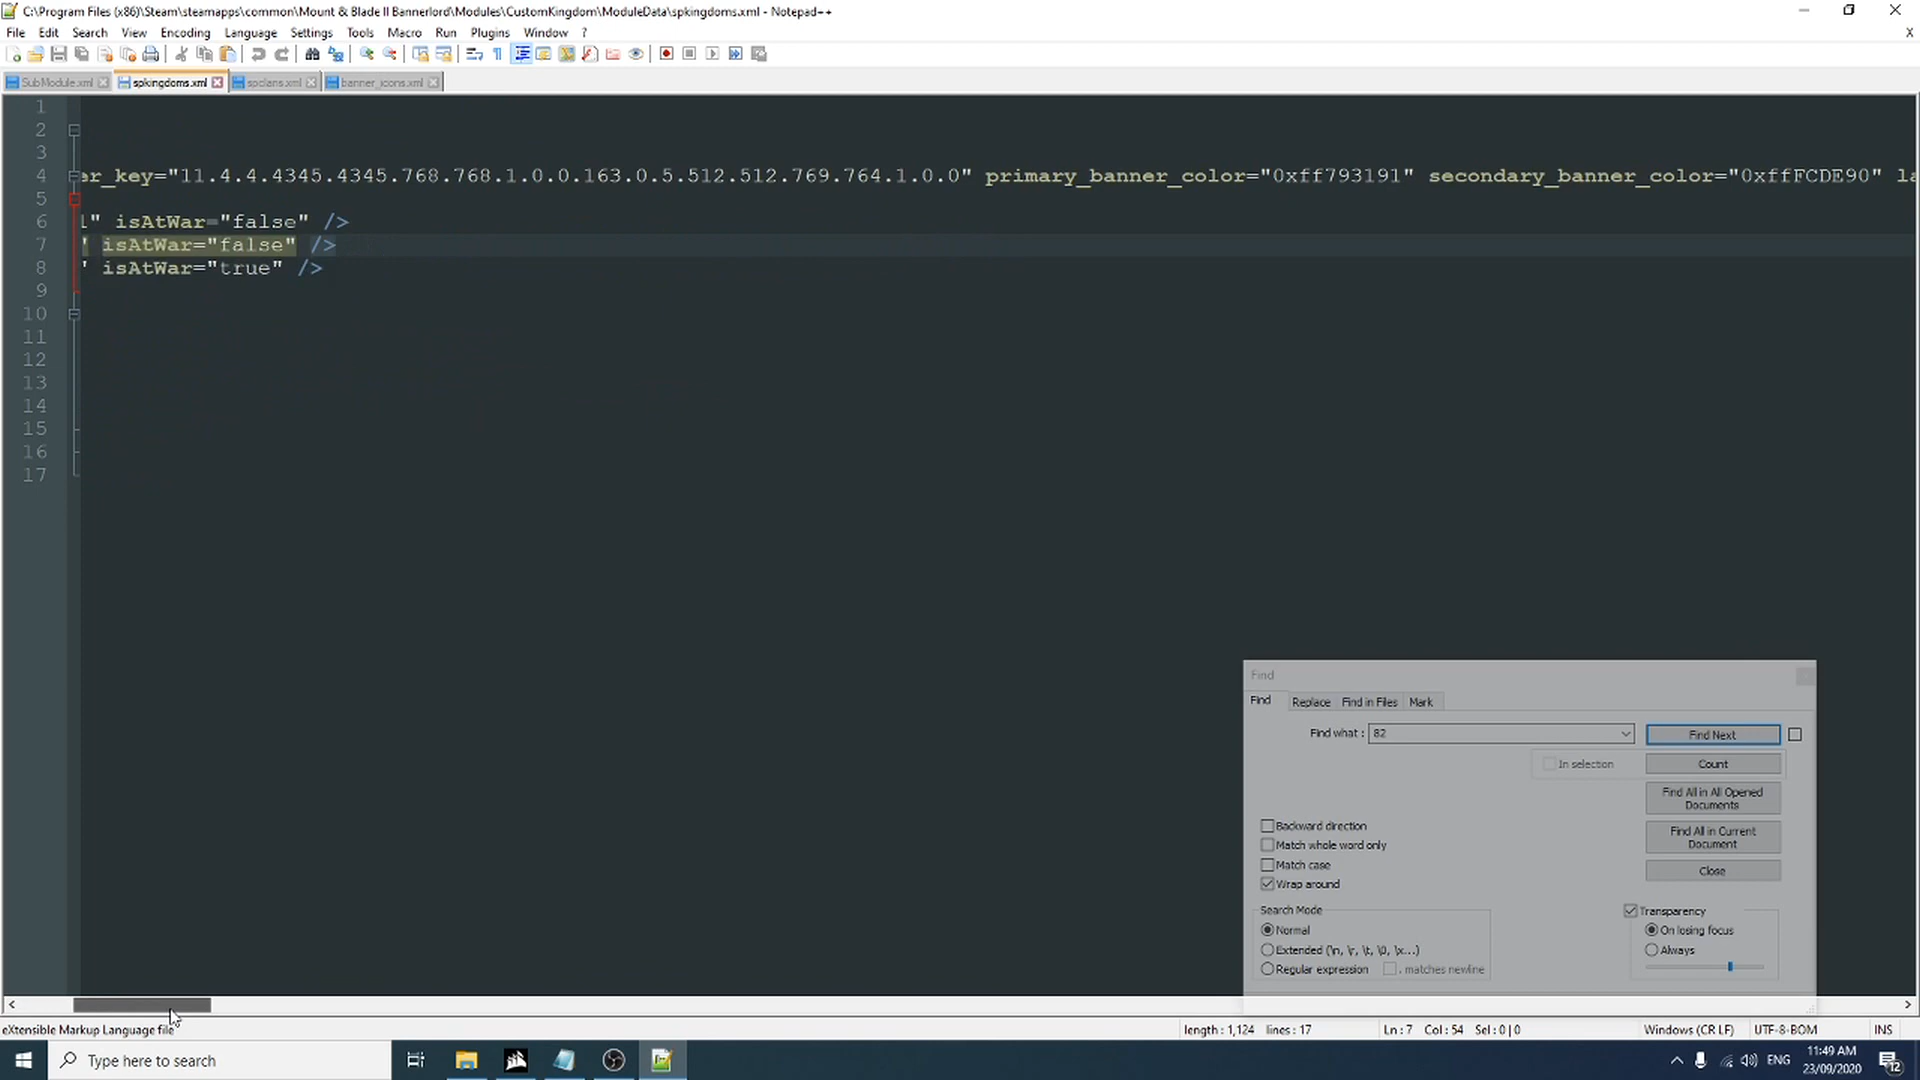 C:\Program Files (x86)\Steam\steamapps\common\Mount & Blade II Bannerlord\Modules\CustomKingdom\ModuleData\spkingdoms.xml - Notepad++
File Edit Search View Encoding Language Settings Tools Macro Run Plugins Window ? X
SubModule.xml spkingdoms.xml spclans.xml banner_icons.xml
1
2
3
4 er_key="11.4.4.4345.4345.768.768.1.0.0.163.0.5.512.512.769.764.1.0.0" primary_banner_color="0xff793191" secondary_banner_color="0xffFCDE90" la
5
6 l" isAtWar="false" />
7 " isAtWar="false" />
8 " isAtWar="true" />
9
10
11
12
13
14
15
16
17
Find
Find Replace Find in Files Mark
Find what : 82 Find Next
In selection Count
Find All in All Opened Documents
Backward direction
Match whole word only
Find All in Current Document
Match case
Wrap around
Close
Search Mode
Normal
Extended (\n, \r, \t, \0, \x...)
Regular expression . matches newline
Transparency
On losing focus
Always
eXtensible Markup Language file length : 1,124 lines : 17 Ln : 7 Col : 54 Sel : 0 | 0 Windows (CR LF) UTF-8-BOM INS
Type here to search ENG 11:49 AM
23/09/2020 12